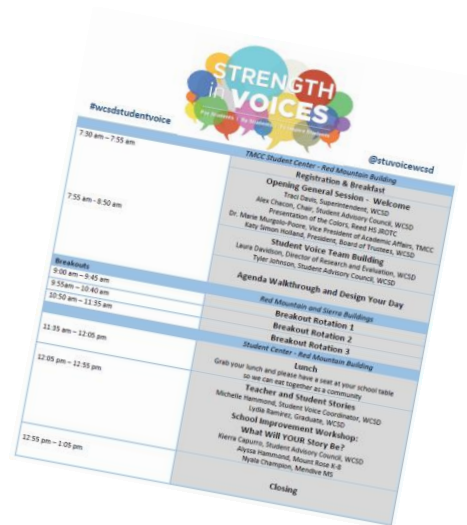 STRENGTH
in VOICES
For Students | By Students |
#wcsdstudentvoice
@stuvoicewcsd
TMCC Student Center - Red Mountain Building
7:30 am – 7:55 am
Registration & Breakfast
7:55 am - 8:50 am
Opening General Session - Welcome
Traci Davis, Superintendent, WCSD
Alex Chacon, Chair, Student Advisory Council, WCSD
Presentation of the Colors, Reed HS JROTC
Dr. Marie Murgolo-Poore, Vice President of Academic Affairs, TMCC
Katy Simon Holland, President, Board of Trustees, WCSD
Student Voice Team Building
Laura Davidson, Director of Research and Evaluation, WCSD
Tyler Johnson, Student Advisory Council, WCSD
Agenda Walkthrough and Design Your Day
Breakouts
Red Mountain and Sierra Buildings
9:00 am – 9:45 am
Breakout Rotation 1
9:55am – 10:40 am
Breakout Rotation 2
10:50 am – 11:35 am
Breakout Rotation 3
Student Center - Red Mountain Building
11:35 am – 12:05 pm
Lunch
Grab your lunch and please have a seat at your school table
so we can eat together as a community
12:05 pm – 12:55 pm
Teacher and Student Stories
Michelle Hammond, Student Voice Coordinator, WCSD
Lydia Ramirez, Graduate, WCSD
School Improvement Workshop:
What Will YOUR Story Be?
Kierra Capurro, Student Advisory Council, WCSD
Alyssa Hammond, Mount Rose K-8
Nyala Champion, Mendive MS
12:55 pm – 1:05 pm
Closing